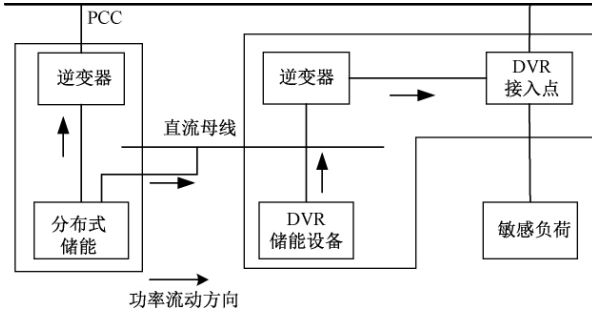 PCC
逆变器
逆变器
DVR
接入点
直流母线
分布式
储能
DVR
储能设备
敏感负荷
功率流动方向